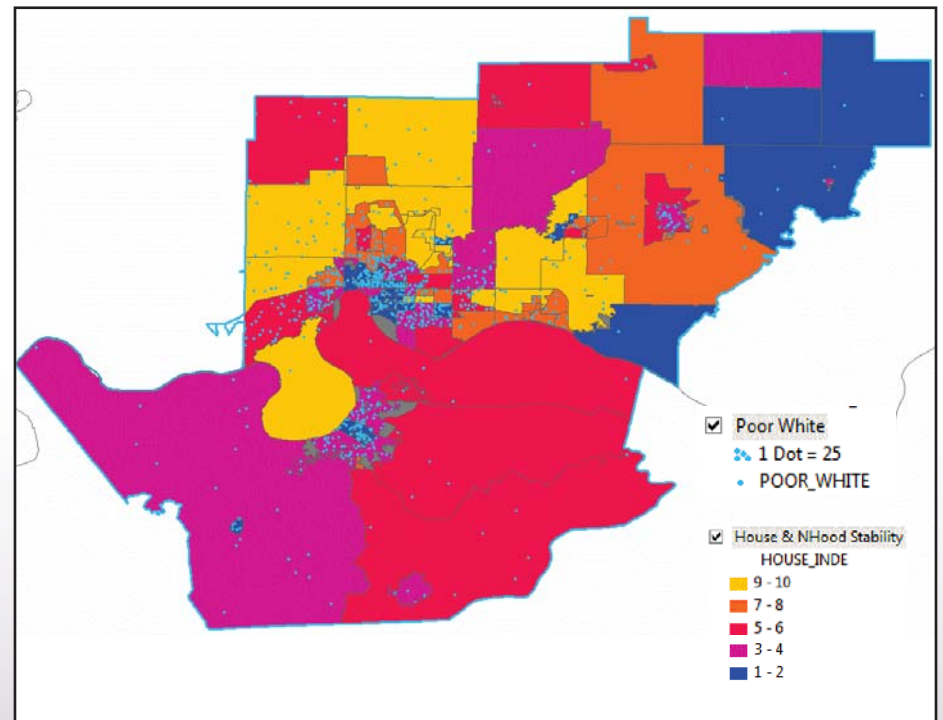 Poor White
1 Dot = 25
POOR_WHITE
House & NHood Stability
HOUSE_INDE
9 - 10
7 - 8
5 - 6
3 - 4
1 - 2